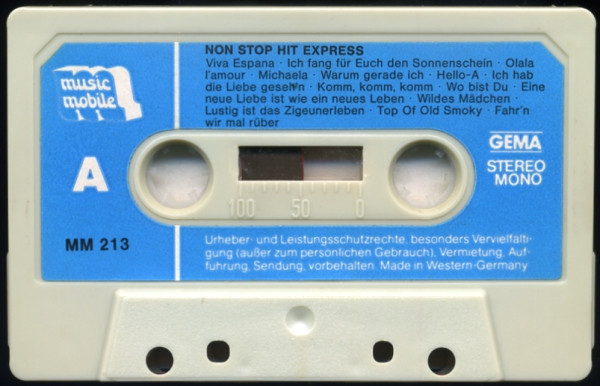 NON STOP HIT EXPRESS
Viva Espana · Ich fang für Euch den Sonnenschein · Olala
l'amour · Michaela · Warum gerade ich · Hello-A · Ich hab
die Liebe geseh'n · Komm, komm, komm · Wo bist Du · Eine
neue Liebe ist wie ein neues Leben · Wildes Mädchen ·
Lustig ist das Zigeunerleben · Top Of Old Smoky · Fahr'n
wir mal rüber
music
mobile
A
GEMA
STEREO
MONO
100 50 0
MM 213
Urheber- und Leistungsschutzrechte, besonders Vervielfälti-
gung (außer zum persönlichen Gebrauch), Vermietung, Auf-
führung, Sendung, vorbehalten. Made in Western-Germany